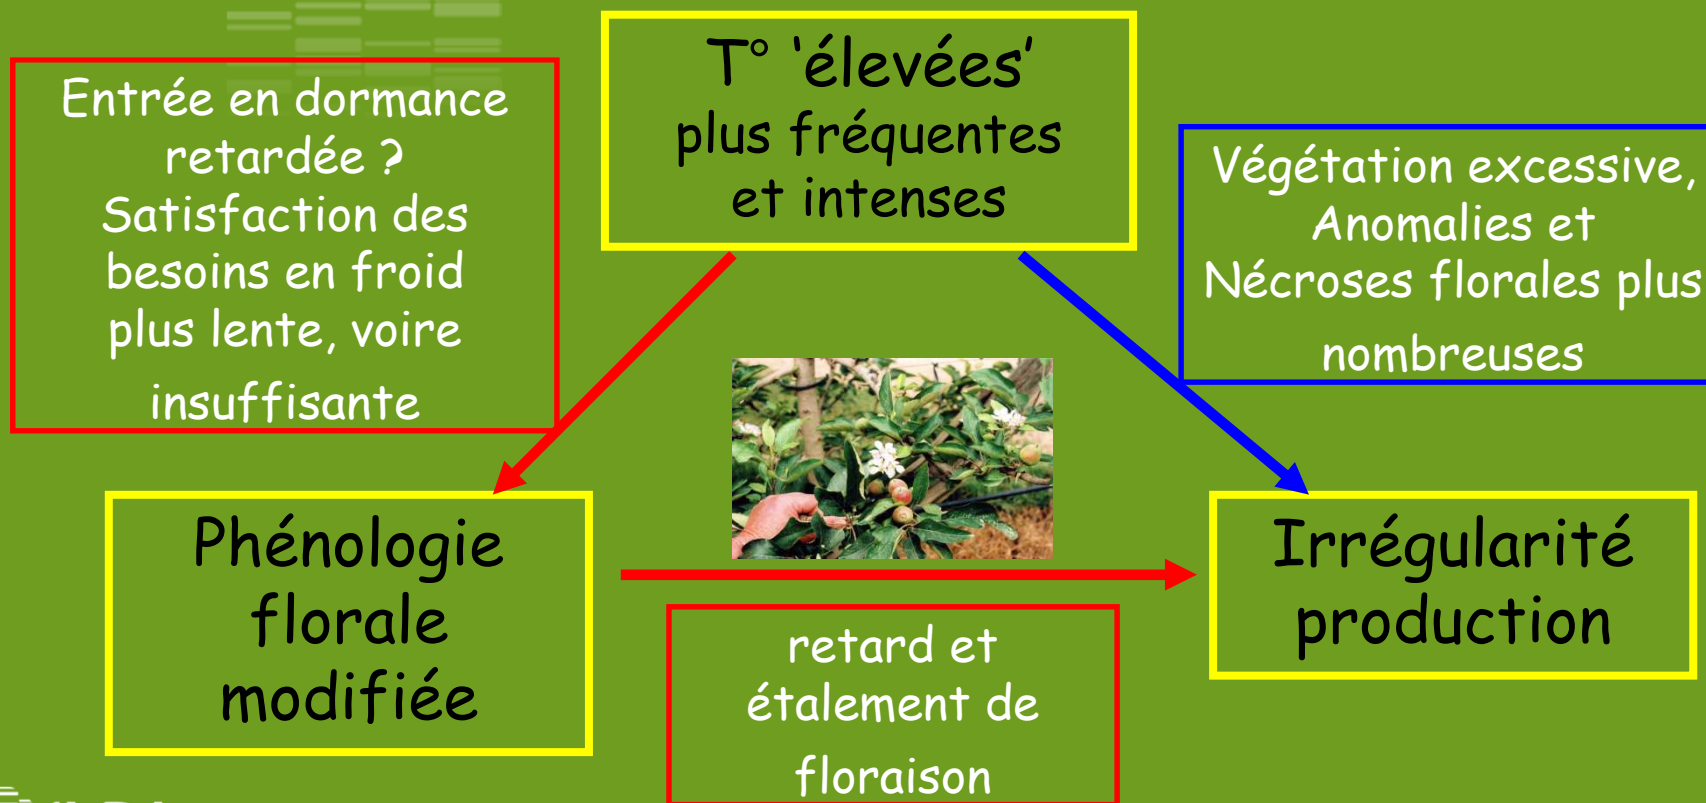 T° 'élevées'
plus fréquentes
et intenses
Entrée en dormance
retardée ?
Satisfaction des
besoins en froid
plus lente, voire
insuffisante
Végétation excessive,
Anomalies et
Nécroses florales plus
nombreuses
Phénologie
florale
modifiée
retard et
étalement de
floraison
Irrégularité
production